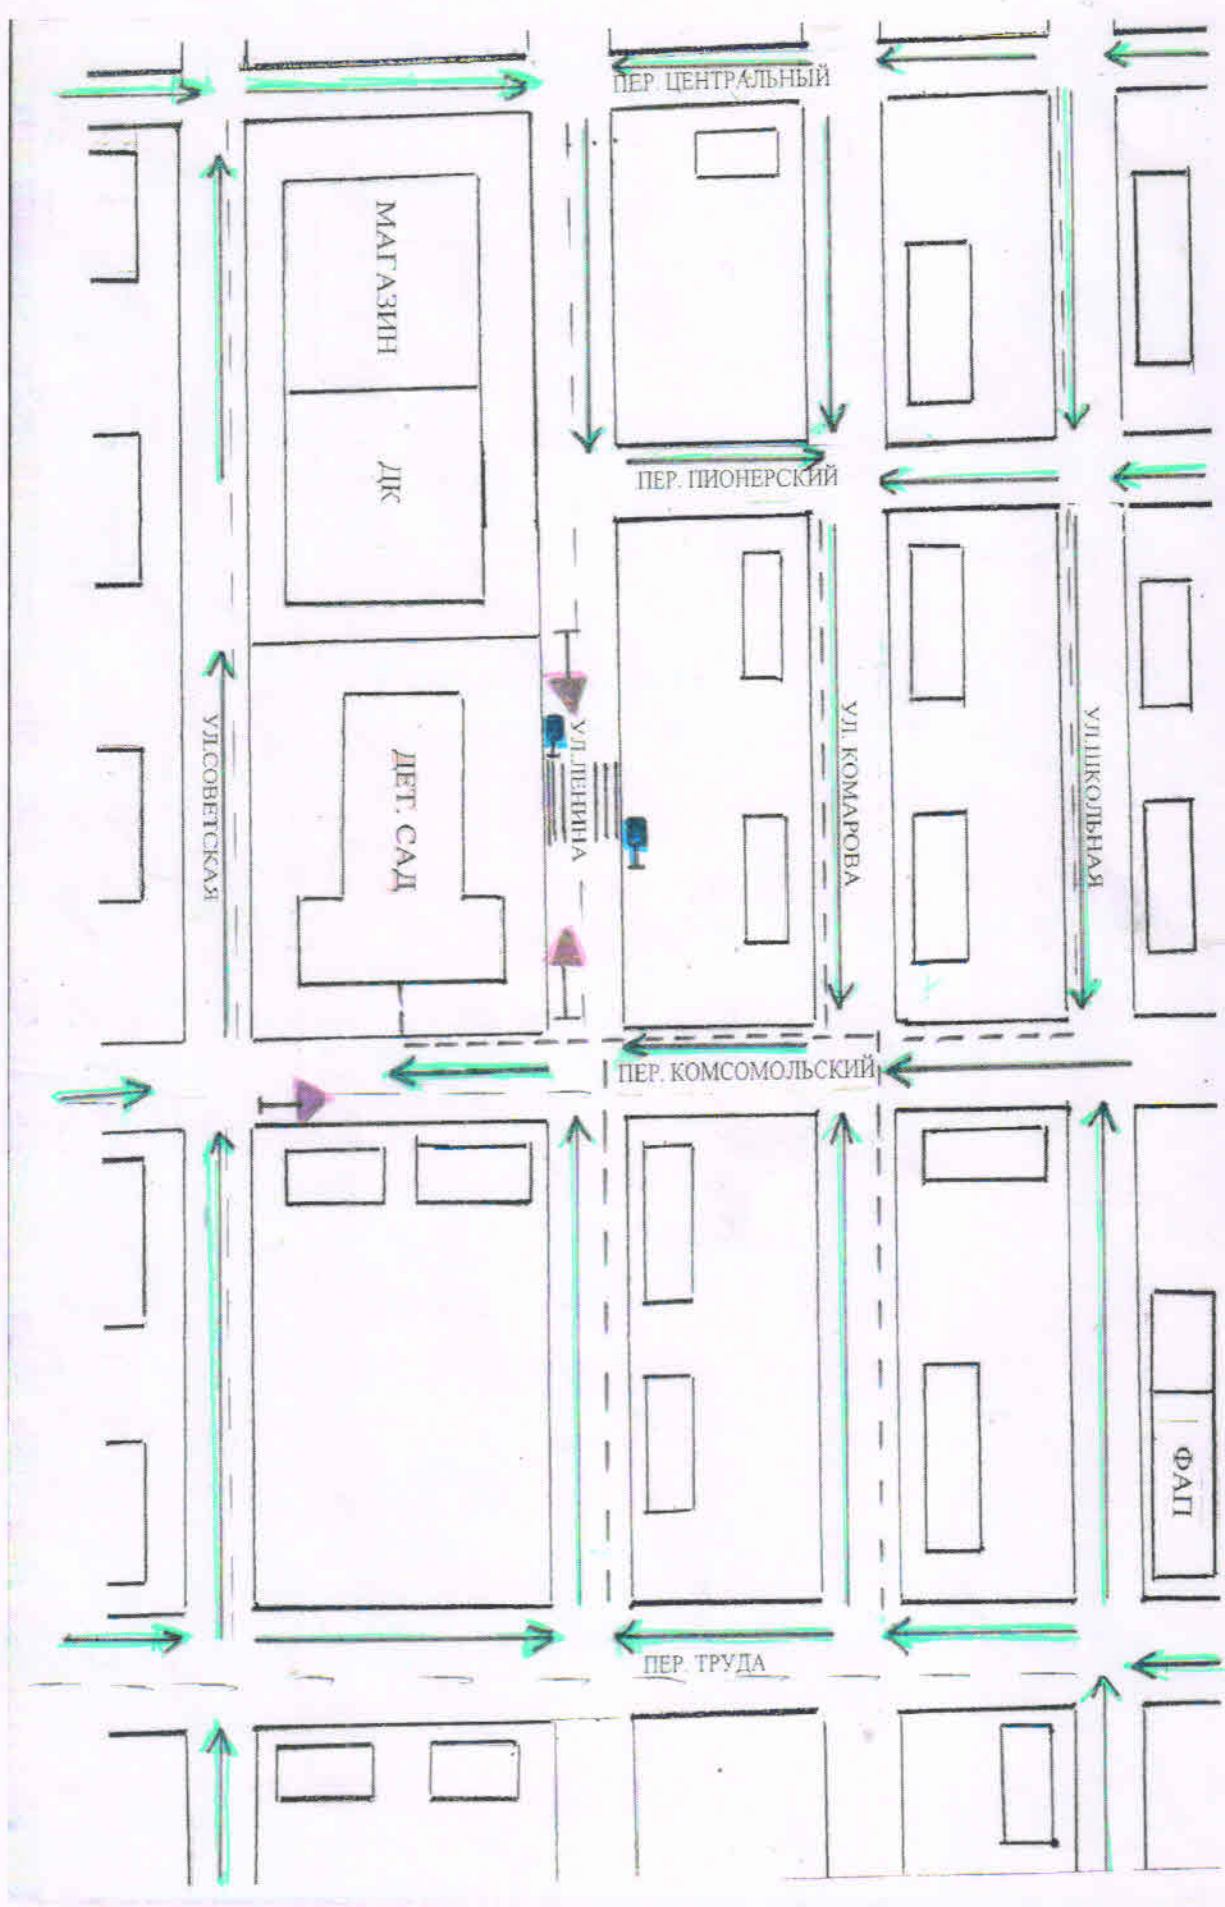 ПЕР. ЦЕНТРАЛЬНЫЙ
МАГАЗИН
ДК
ПЕР. ПИОНЕРСКИЙ
УЛ.СОВЕТСКАЯ
ДЕТ. САД
УЛ.ЛЕНИНА
УЛ. КОМАРОВА
УЛ.ШКОЛЬНАЯ
ПЕР. КОМСОМОЛЬСКИЙ
ФАП
ПЕР. ТРУДА